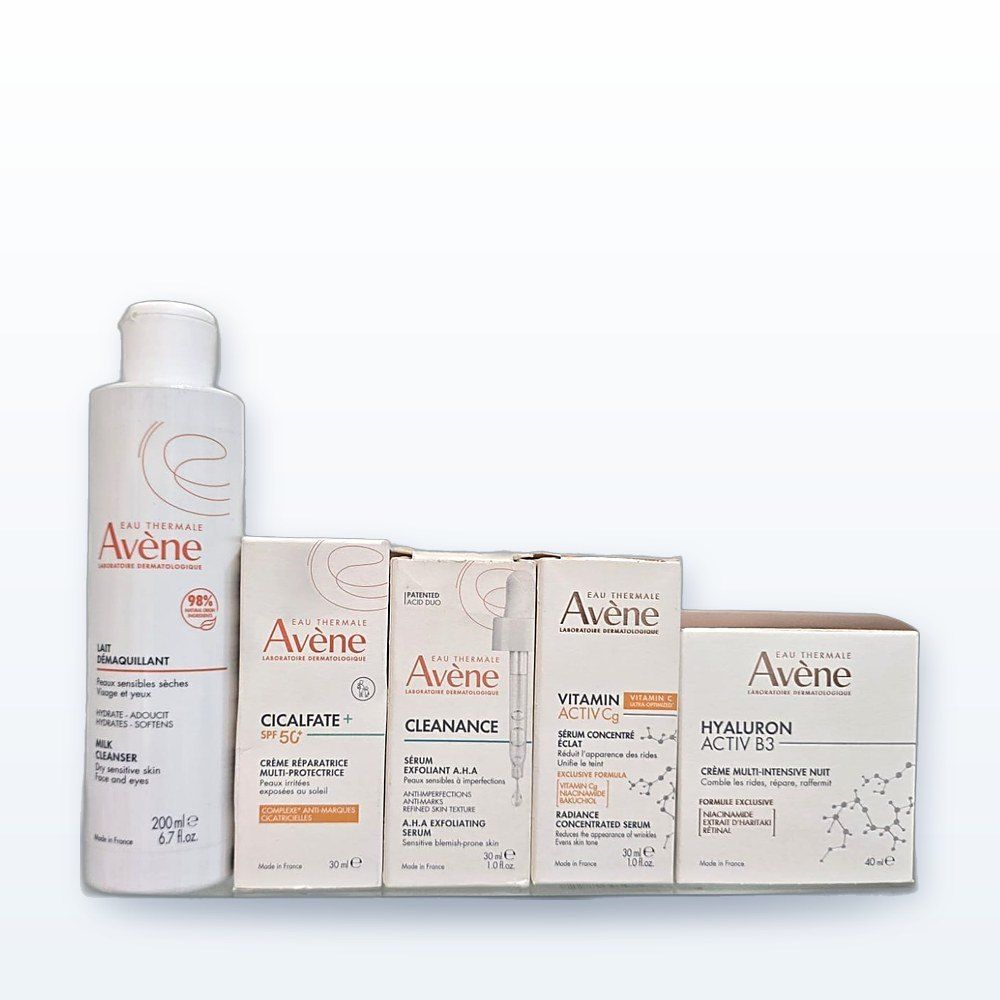 EAU THERMALE
Avène
LABORATOIRE DERMATOLOGIQUE
98%
NATURAL ORIGIN
INGREDIENTS
LAIT
DÉMAQUILLANT
Peaux sensibles sèches
Visage et yeux
HYDRATE - ADOUCIT
HYDRATES - SOFTENS
MILK
CLEANSER
Dry sensitive skin
Face and eyes
200 ml e
6.7 fl.oz.
Made in France
EAU THERMALE
Avène
LABORATOIRE DERMATOLOGIQUE
CICALFATE+
SPF 50+
CRÈME RÉPARATRICE
MULTI-PROTECTRICE
Peaux irritées
exposées au soleil
COMPLEXE* ANTI-MARQUES
CICATRICIELLES
Made in France
30 ml e
PATENTED
ACID DUO
EAU THERMALE
Avène
LABORATOIRE DERMATOLOGIQUE
CLEANANCE
SÉRUM
EXFOLIANT A.H.A
Peaux sensibles à imperfections
ANTI-IMPERFECTIONS
ANTI-MARKS
REFINED SKIN TEXTURE
A.H.A EXFOLIATING
SERUM
Sensitive blemish-prone skin
Made in France
30 ml e
1.0 fl.oz.
EAU THERMALE
Avène
LABORATOIRE DERMATOLOGIQUE
VITAMIN
ACTIV Cg
VITAMIN C
ULTRA-OPTIMIZED*
SÉRUM CONCENTRÉ
ÉCLAT
Réduit l'apparence des rides
Unifie le teint
EXCLUSIVE FORMULA
VITAMIN Cg
NIACINAMIDE
BAKUCHIOL
RADIANCE
CONCENTRATED SERUM
Reduces the appearance of wrinkles
Evens skin tone
Made in France
30 ml e
1.0 fl.oz.
EAU THERMALE
Avène
LABORATOIRE DERMATOLOGIQUE
HYALURON
ACTIV B3
CRÈME MULTI-INTENSIVE NUIT
Comble les rides, répare, raffermit
FORMULE EXCLUSIVE
NIACINAMIDE
EXTRAIT D'HARITAKI
RÉTINAL
Made in France
40 ml e